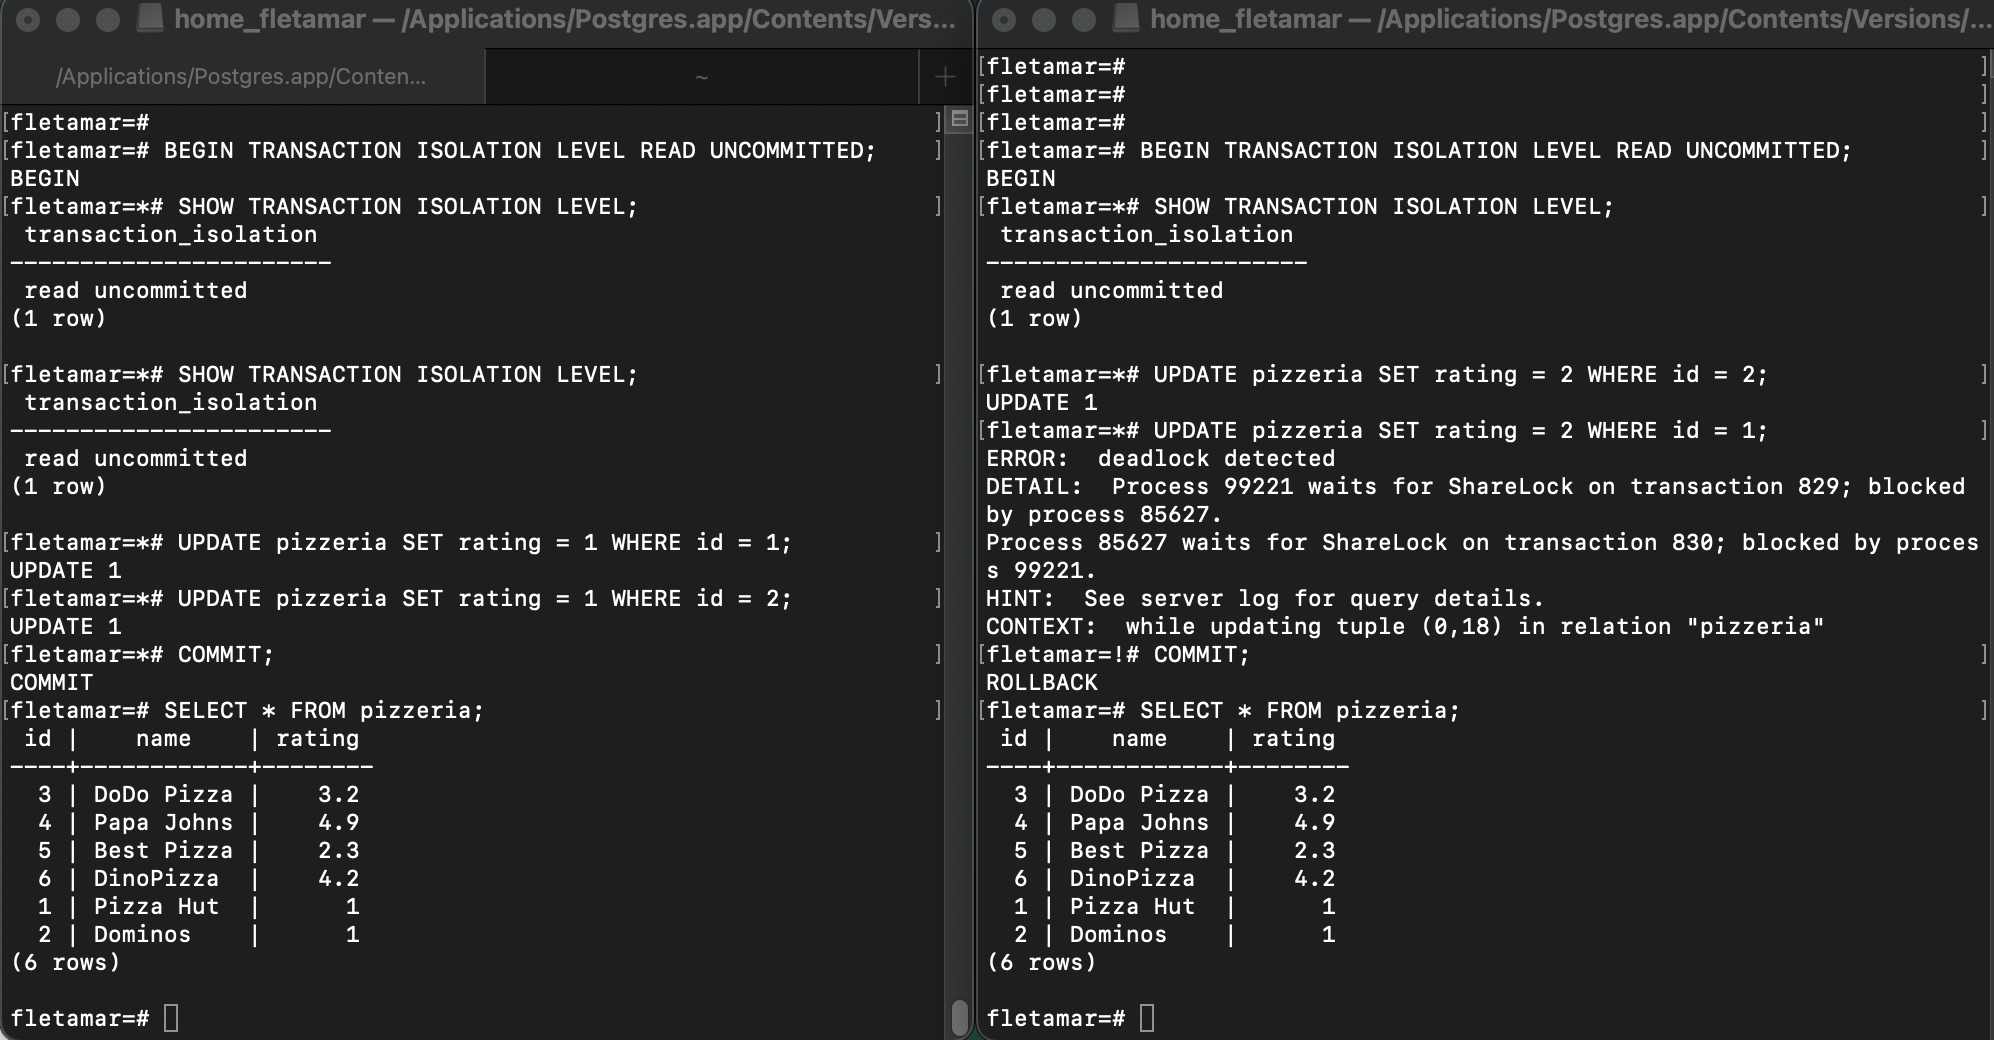 home_fletamar — /Applications/Postgres.app/Contents/Vers...
/Applications/Postgres.app/Conten...
~
+
[fletamar=# ]
[fletamar=# BEGIN TRANSACTION ISOLATION LEVEL READ UNCOMMITTED; ]
BEGIN
[fletamar=*# SHOW TRANSACTION ISOLATION LEVEL; ]
 transaction_isolation
-----------------------
 read uncommitted
(1 row)
[fletamar=*# SHOW TRANSACTION ISOLATION LEVEL; ]
 transaction_isolation
-----------------------
 read uncommitted
(1 row)
[fletamar=*# UPDATE pizzeria SET rating = 1 WHERE id = 1; ]
UPDATE 1
[fletamar=*# UPDATE pizzeria SET rating = 1 WHERE id = 2; ]
UPDATE 1
[fletamar=*# COMMIT; ]
COMMIT
[fletamar=# SELECT * FROM pizzeria; ]
 id |    name    | rating
----+------------+--------
  3 | DoDo Pizza |    3.2
  4 | Papa Johns |    4.9
  5 | Best Pizza |    2.3
  6 | DinoPizza  |    4.2
  1 | Pizza Hut  |      1
  2 | Dominos    |      1
(6 rows)
fletamar=#
home_fletamar — /Applications/Postgres.app/Contents/Versions/...
[fletamar=# ]
[fletamar=# ]
[fletamar=# ]
[fletamar=# BEGIN TRANSACTION ISOLATION LEVEL READ UNCOMMITTED; ]
BEGIN
[fletamar=*# SHOW TRANSACTION ISOLATION LEVEL; ]
 transaction_isolation
-----------------------
 read uncommitted
(1 row)
[fletamar=*# UPDATE pizzeria SET rating = 2 WHERE id = 2; ]
UPDATE 1
[fletamar=*# UPDATE pizzeria SET rating = 2 WHERE id = 1; ]
ERROR:  deadlock detected
DETAIL:  Process 99221 waits for ShareLock on transaction 829; blocked
by process 85627.
Process 85627 waits for ShareLock on transaction 830; blocked by proces
s 99221.
HINT:  See server log for query details.
CONTEXT:  while updating tuple (0,18) in relation "pizzeria"
[fletamar=!# COMMIT; ]
ROLLBACK
[fletamar=# SELECT * FROM pizzeria; ]
 id |    name    | rating
----+------------+--------
  3 | DoDo Pizza |    3.2
  4 | Papa Johns |    4.9
  5 | Best Pizza |    2.3
  6 | DinoPizza  |    4.2
  1 | Pizza Hut  |      1
  2 | Dominos    |      1
(6 rows)
fletamar=#